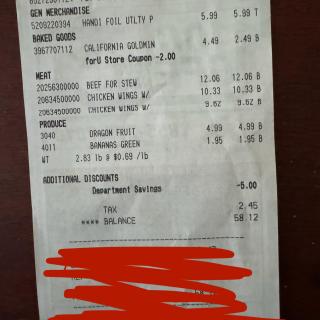 GEN MERCHANDISE
5209220394 HANDI FOIL UTLTY P 5.99 5.99 T
BAKED GOODS
3967707112 CALIFORNIA GOLDMIN 4.49 2.49 B
forU Store Coupon -2.00
MEAT
20256300000 BEEF FOR STEW 12.06 12.06 B
20634500000 CHICKEN WINGS W/ 10.33 10.33 B
20634500000 CHICKEN WINGS W/ 9.62 9.62 B
PRODUCE
3040 DRAGON FRUIT 4.99 4.99 B
4011 BANANAS GREEN 1.95 1.95 B
WT 2.83 lb @ $0.69 /lb
ADDITIONAL DISCOUNTS
Department Savings -5.00
TAX 2.45
**** BALANCE 58.12